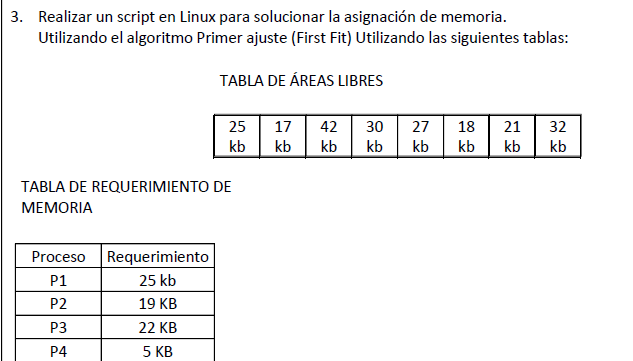 3. Realizar un script en Linux para solucionar la asignación de memoria.
Utilizando el algoritmo Primer ajuste (First Fit) Utilizando las siguientes tablas:
TABLA DE ÁREAS LIBRES
25 17 42 30 27 18 21 32
kb kb kb kb kb kb kb kb
TABLA DE REQUERIMIENTO DE
MEMORIA
Proceso Requerimiento
P1 25 kb
P2 19 KB
P3 22 KB
P4 5 KB